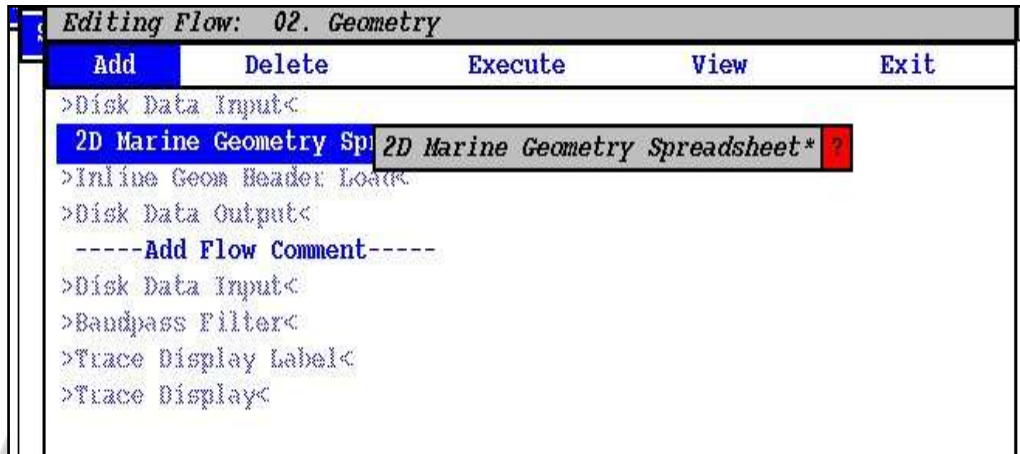 Editing Flow: 02. Geometry
Add Delete Execute View Exit
>Disk Data Input<
2D Marine Geometry Spr 2D Marine Geometry Spreadsheet* ?
>Inline Geom Header Load<
>Disk Data Output<
-----Add Flow Comment-----
>Disk Data Input<
>Bandpass Filter<
>Trace Display Label<
>Trace Display<